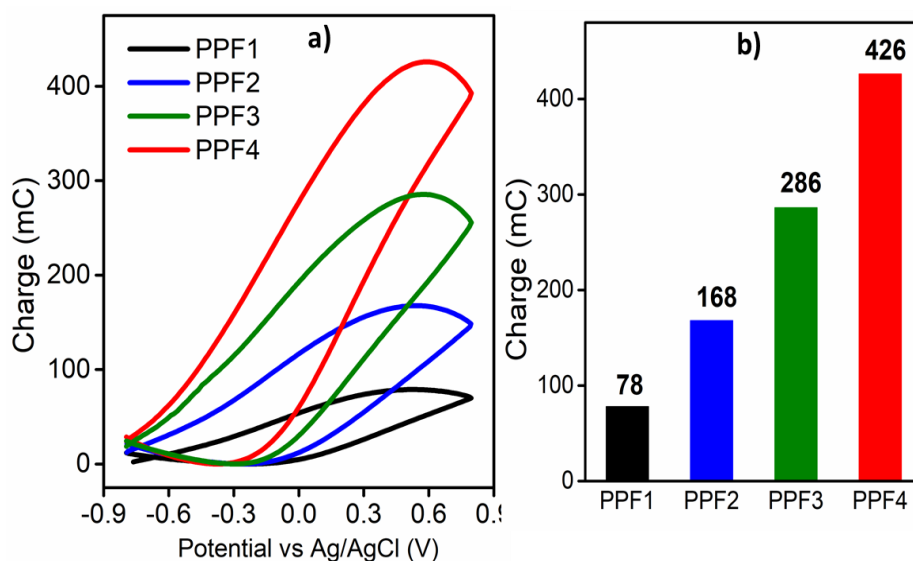 a)
PPF1
PPF2
PPF3
PPF4
400
300
200
100
0
Charge (mC)
-0.9 -0.6 -0.3 0.0 0.3 0.6 0.9
Potential vs Ag/AgCl (V)
b)
426
286
168
78
400
300
200
100
0
Charge (mC)
PPF1 PPF2 PPF3 PPF4